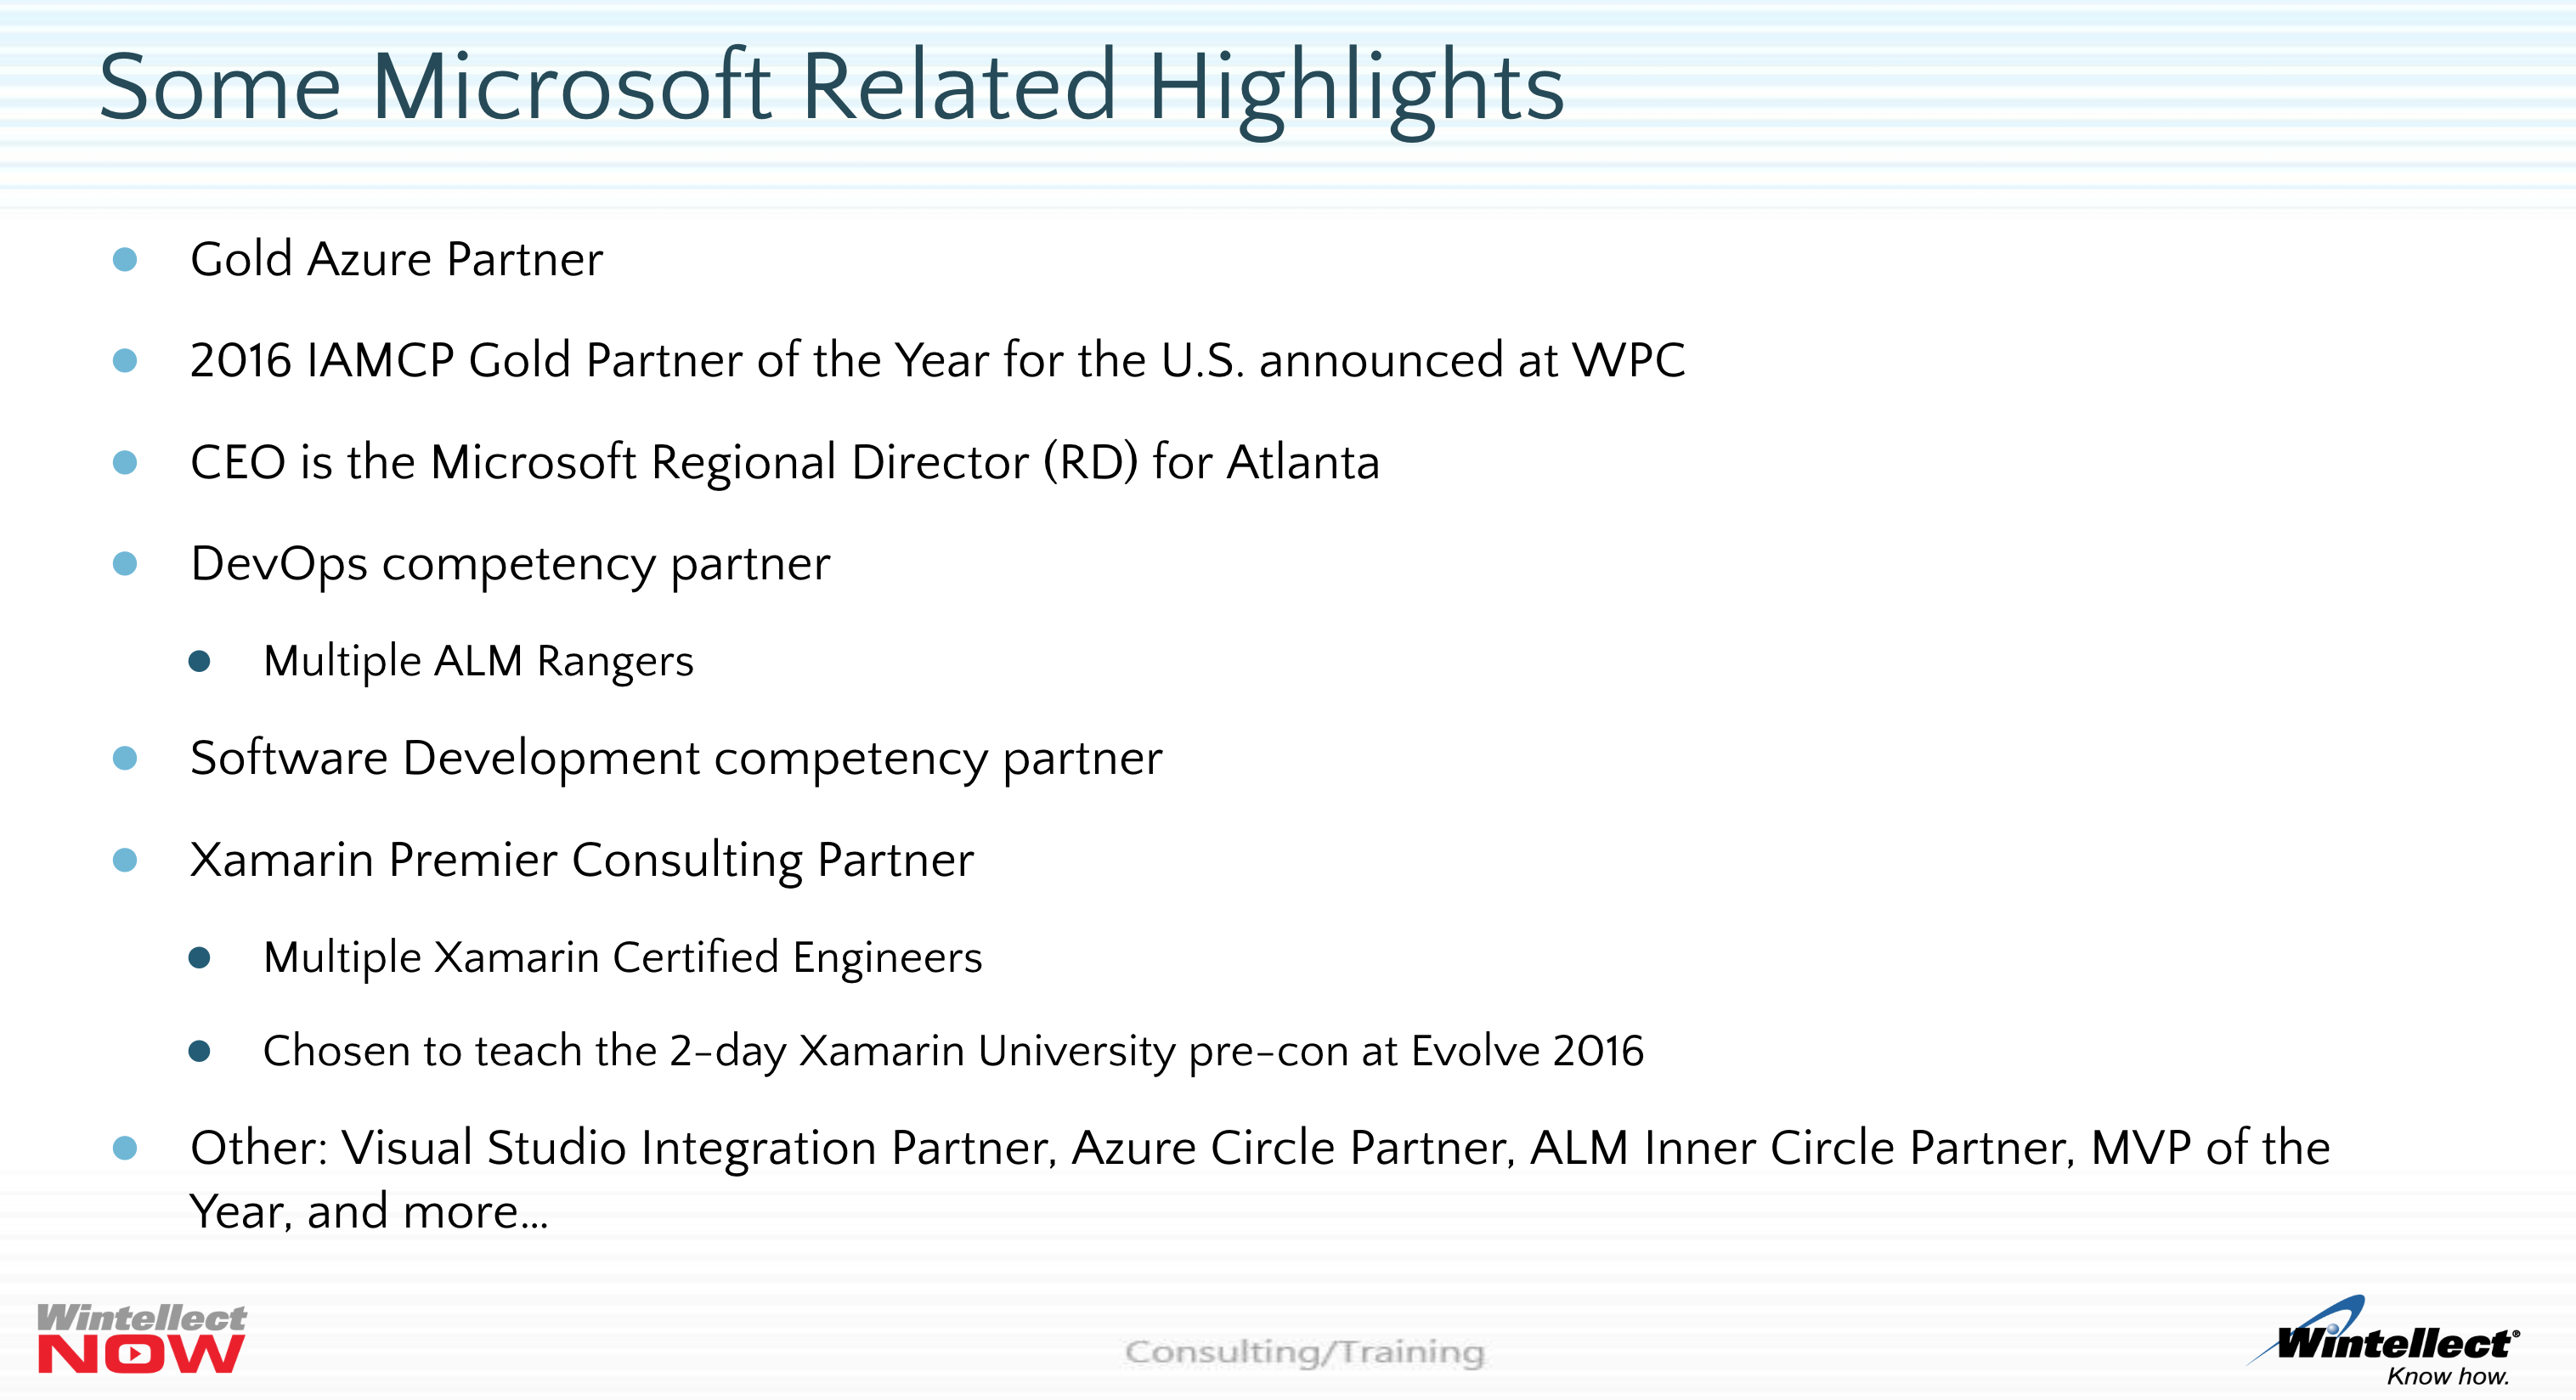 Some Microsoft Related Highlights
Gold Azure Partner
2016 IAMCP Gold Partner of the Year for the U.S. announced at WPC
CEO is the Microsoft Regional Director (RD) for Atlanta
DevOps competency partner
Multiple ALM Rangers
Software Development competency partner
Xamarin Premier Consulting Partner
Multiple Xamarin Certified Engineers
Chosen to teach the 2-day Xamarin University pre-con at Evolve 2016
Other: Visual Studio Integration Partner, Azure Circle Partner, ALM Inner Circle Partner, MVP of the
Year, and more...
Wintellect
NOW
Consulting/Training
Wintellect®
Know how.